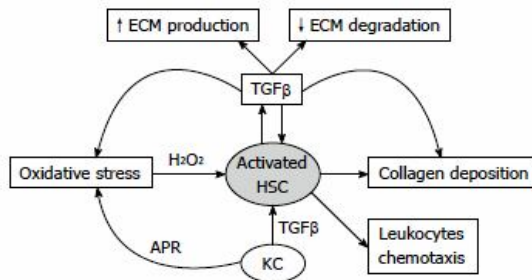 ↑ ECM production
↓ ECM degradation
TGFβ
Oxidative stress
H2O2
Activated
HSC
Collagen deposition
TGFβ
Leukocytes
chemotaxis
APR
KC